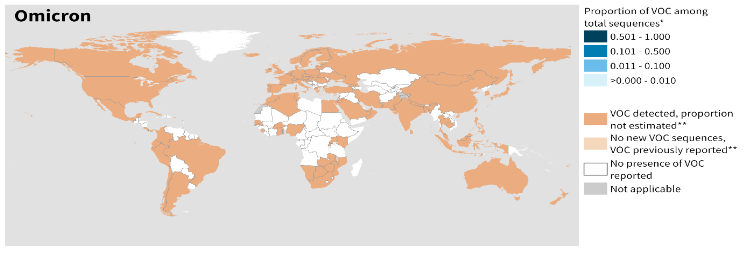 Omicron
Proportion of VOC among
total sequences*
0.501 - 1.000
0.101 - 0.500
0.011 - 0.100
>0.000 - 0.010
VOC detected, proportion
not estimated**
No new VOC sequences,
VOC previously reported**
No presence of VOC
reported
Not applicable